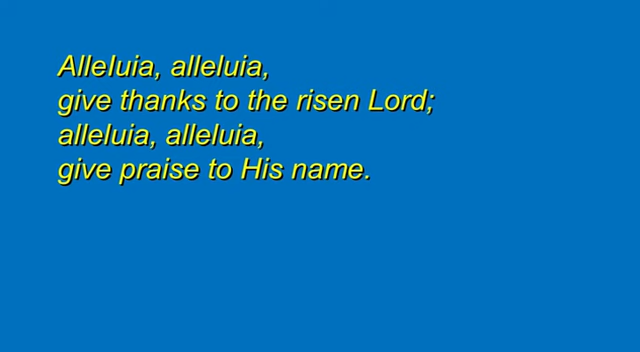 Alleluia, alleluia,
give thanks to the risen Lord;
alleluia, alleluia,
give praise to His name.